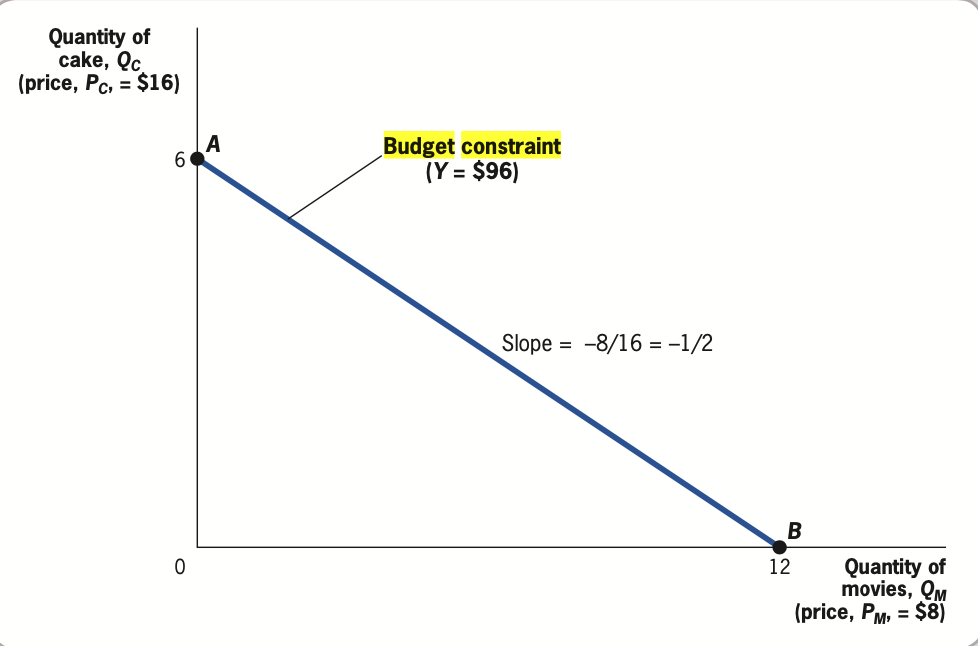 Quantity of
cake, QC
(price, PC, = $16)
A
6
Budget constraint
(Y = $96)
Slope = –8/16 = –1/2
B
0
12
Quantity of
movies, QM
(price, PM, = $8)